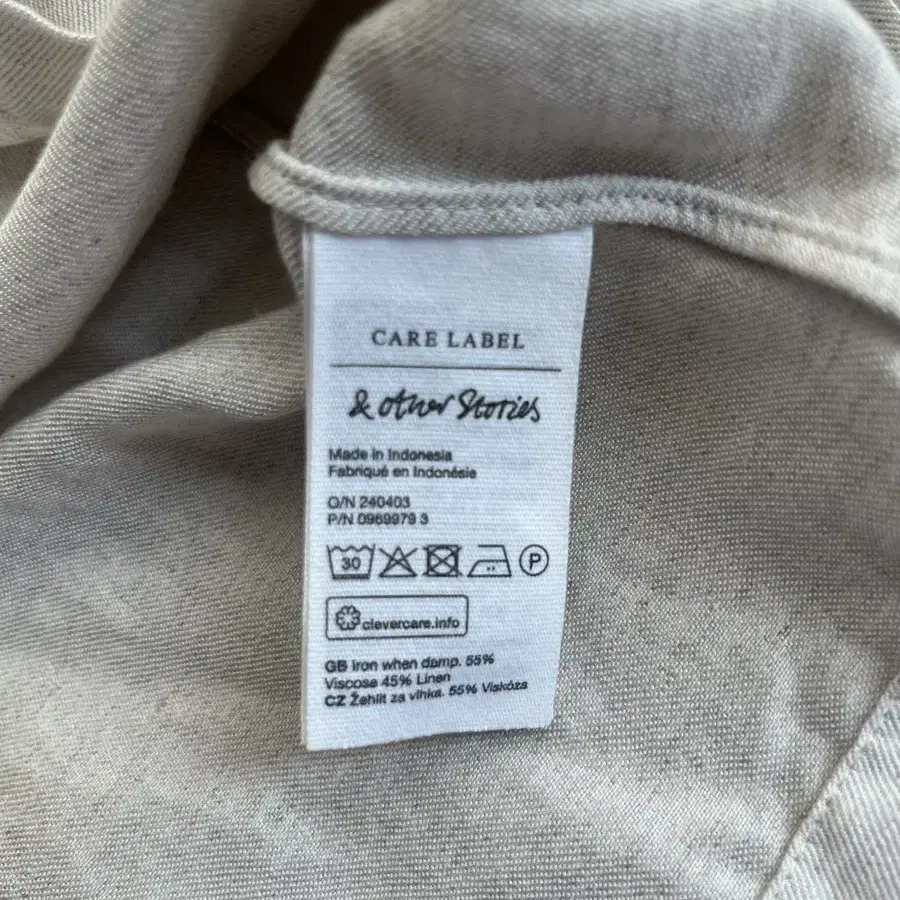 CARE LABEL
& other Stories
Made in Indonesia
Fabriqué en Indonésie
O/N 240403
P/N 0969979 3
30 P
clevercare.info
GB Iron when damp. 55%
Viscose 45% Linen
CZ Žehlit za vlhka. 55% Viskóza